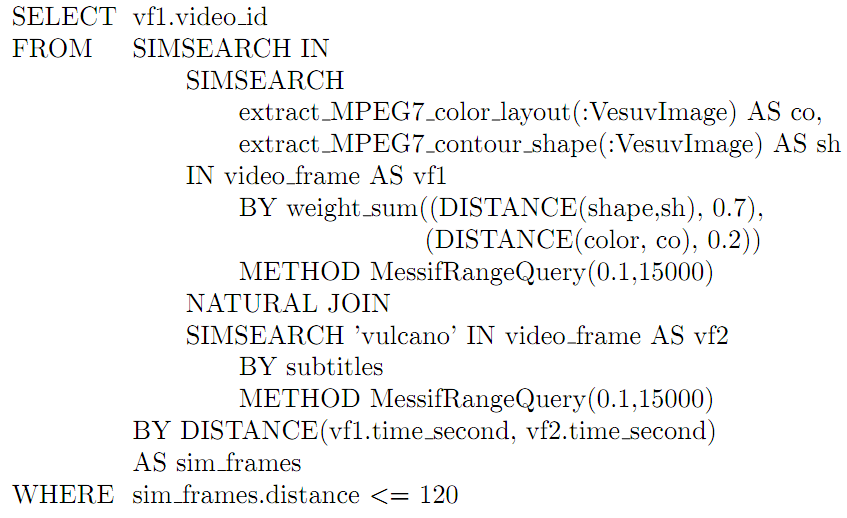 SELECT vf1.video_id
FROM SIMSEARCH IN
SIMSEARCH
extract_MPEG7_color_layout(:VesuvImage) AS co,
extract_MPEG7_contour_shape(:VesuvImage) AS sh
IN video_frame AS vf1
BY weight_sum((DISTANCE(shape,sh), 0.7),
(DISTANCE(color, co), 0.2))
METHOD MessifRangeQuery(0.1,15000)
NATURAL JOIN
SIMSEARCH 'vulcano' IN video_frame AS vf2
BY subtitles
METHOD MessifRangeQuery(0.1,15000)
BY DISTANCE(vf1.time_second, vf2.time_second)
AS sim_frames
WHERE sim_frames.distance <= 120